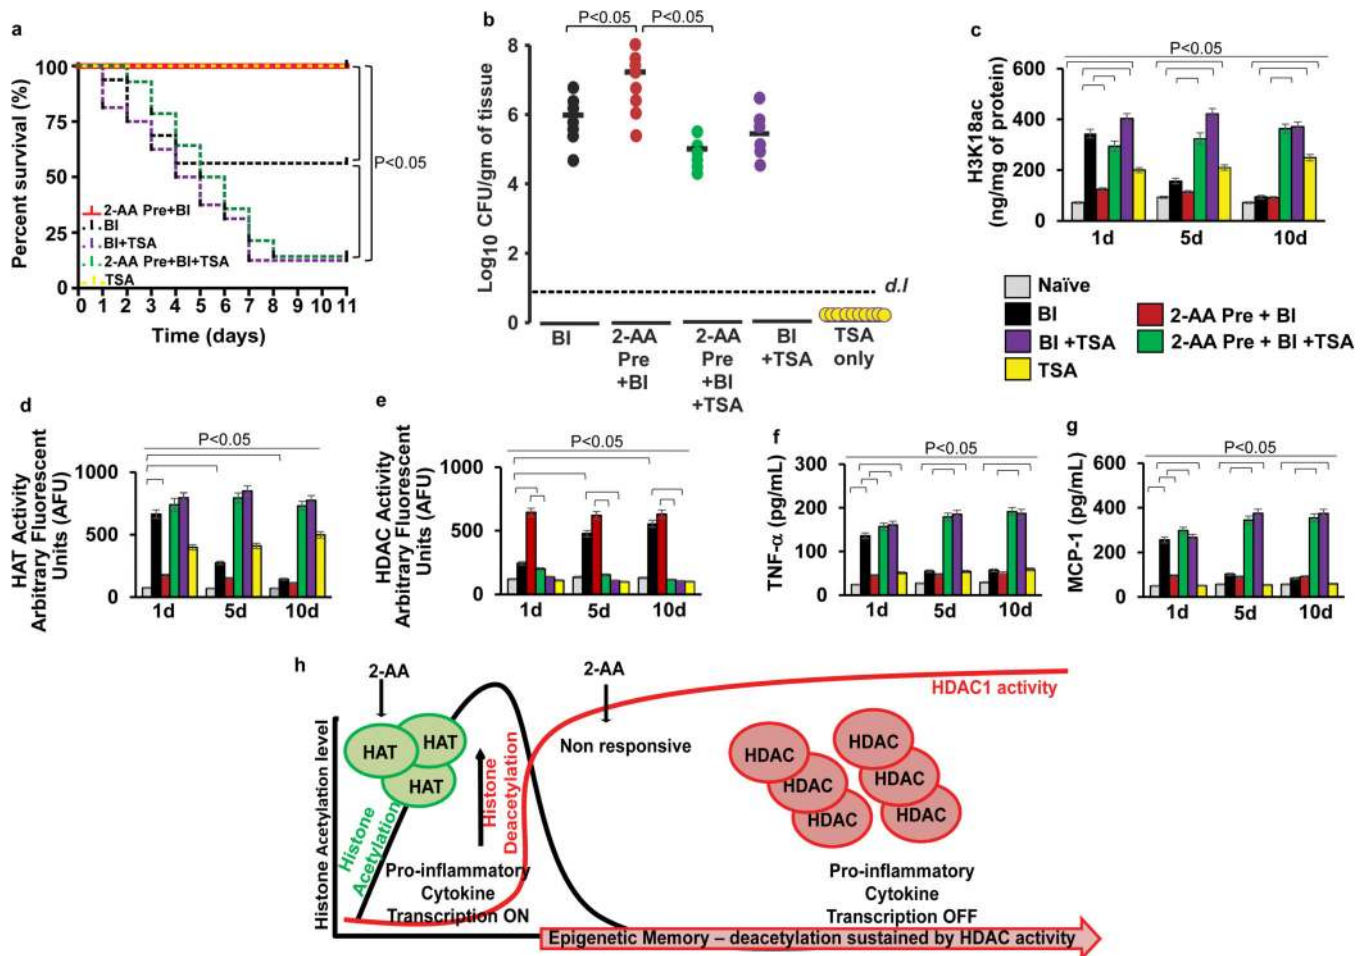 a
Percent survival (%)
100
75
50
25
0
2-AA Pre+BI
BI
BI+TSA
2-AA Pre+BI+TSA
TSA
P<0.05
0 1 2 3 4 5 6 7 8 9 10 11
Time (days)
b
P<0.05 P<0.05
Log10 CFU/gm of tissue
8
6
4
2
0
d.l
BI
2-AA
Pre
+BI
2-AA
Pre
+BI
+TSA
BI
+TSA
TSA
only
c
P<0.05
H3K18ac
(ng/mg of protein)
600
400
200
0
1d 5d 10d
Naïve
BI
BI +TSA
TSA
2-AA Pre + BI
2-AA Pre + BI +TSA
d
P<0.05
HAT Activity
Arbitrary Fluorescent
Units (AFU)
1000
500
0
1d 5d 10d
e
P<0.05
HDAC Activity
Arbitrary Fluorescent
Units (AFU)
1000
500
0
1d 5d 10d
f
P<0.05
TNF-α (pg/mL)
300
200
100
0
1d 5d 10d
g
P<0.05
MCP-1 (pg/mL)
600
400
200
0
1d 5d 10d
h
Histone Acetylation level
2-AA
HAT
HAT
HAT
Histone
Acetylation
Histone
Deacetylation
Pro-inflammatory
Cytokine
Transcription ON
2-AA
Non responsive
HDAC1 activity
HDAC
HDAC
HDAC
HDAC
HDAC
HDAC
Pro-inflammatory
Cytokine
Transcription OFF
Epigenetic Memory – deacetylation sustained by HDAC activity